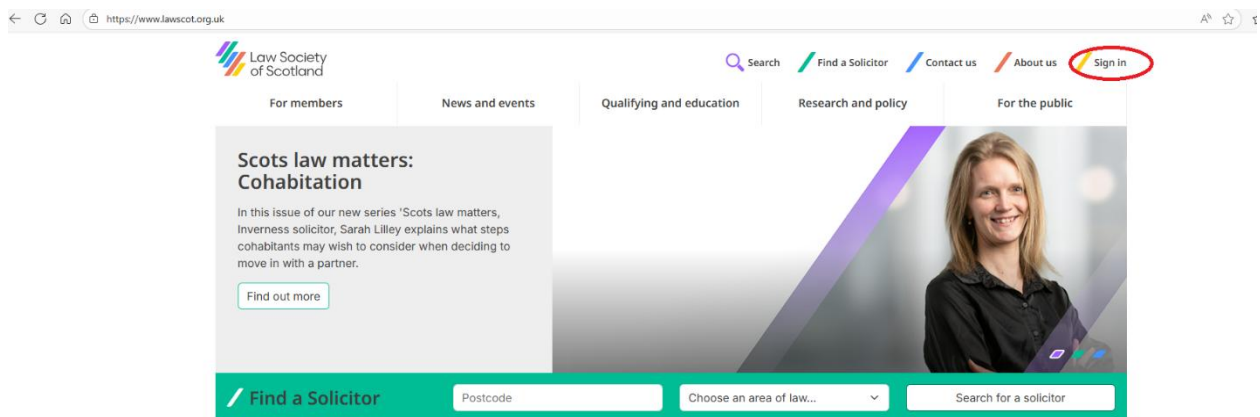 https://www.lawscot.org.uk
Law Society
of Scotland
Search
Find a Solicitor
Contact us
About us
Sign in
For members
News and events
Qualifying and education
Research and policy
For the public
Scots law matters:
Cohabitation
In this issue of our new series 'Scots law matters,
Inverness solicitor, Sarah Lilley explains what steps
cohabitants may wish to consider when deciding to
move in with a partner.
Find out more
Find a Solicitor
Postcode
Choose an area of law...
Search for a solicitor